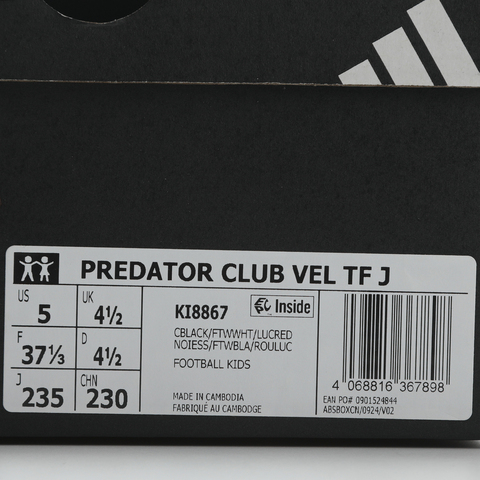 PREDATOR CLUB VEL TF J
US
5
UK
4½
F
37⅓
D
4½
J
235
CHN
230
KI8867
Inside
CBLACK/FTWWHT/LUCRED
NOIESS/FTWBLA/ROULUC
FOOTBALL KIDS
MADE IN CAMBODIA
FABRIQUÉ AU CAMBODGE
4 068816 367898
EAN PO# 0901524844
ABSBOXCN/0924/V02